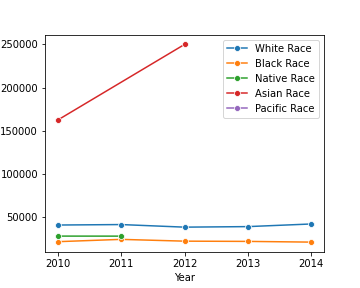 250000
200000
150000
100000
50000
White Race
Black Race
Native Race
Asian Race
Pacific Race
2010 2011 2012 2013 2014
Year